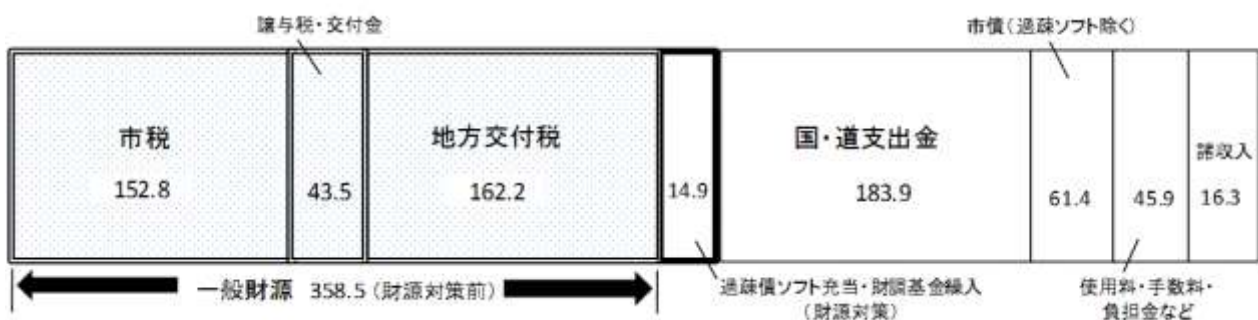 譲与税・交付金
市債(過疎ソフト除く)
市税
152.8
43.5
地方交付税
162.2
14.9
国・道支出金
183.9
61.4
45.9
諸収入
16.3
一般財源 358.5(財源対策前)
過疎債ソフト充当・財調基金繰入
(財源対策)
使用料・手数料・
負担金など